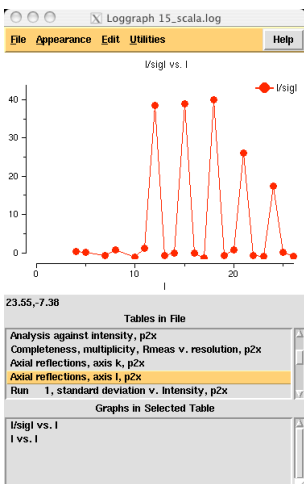 Loggraph 15_scala.log
File Appearance Edit Utilities Help
I/sigI vs. l
I/sigI
40
30
20
10
0
0 10 20
l
23.55,-7.38
Tables in File
Analysis against intensity, p2x
Completeness, multiplicity, Rmeas v. resolution, p2x
Axial reflections, axis k, p2x
Axial reflections, axis l, p2x
Run 1, standard deviation v. Intensity, p2x
Graphs in Selected Table
I/sigI vs. l
I vs. l